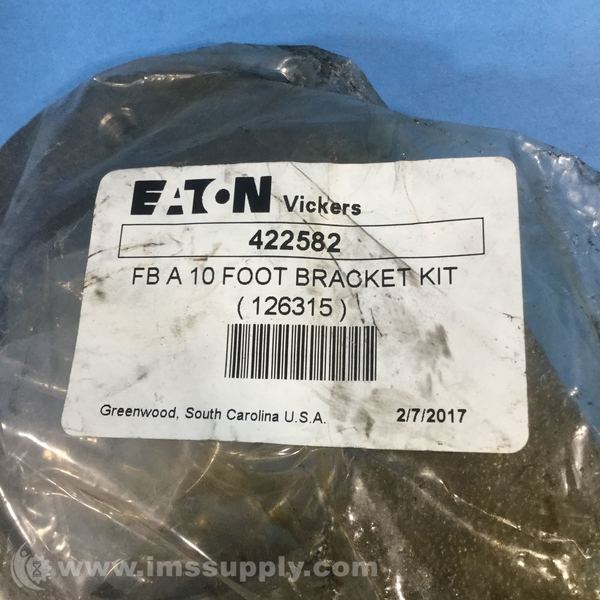 EATON Vickers
422582
FB A 10 FOOT BRACKET KIT
( 126315 )
Greenwood, South Carolina U.S.A. 2/7/2017
www.imssupply.com